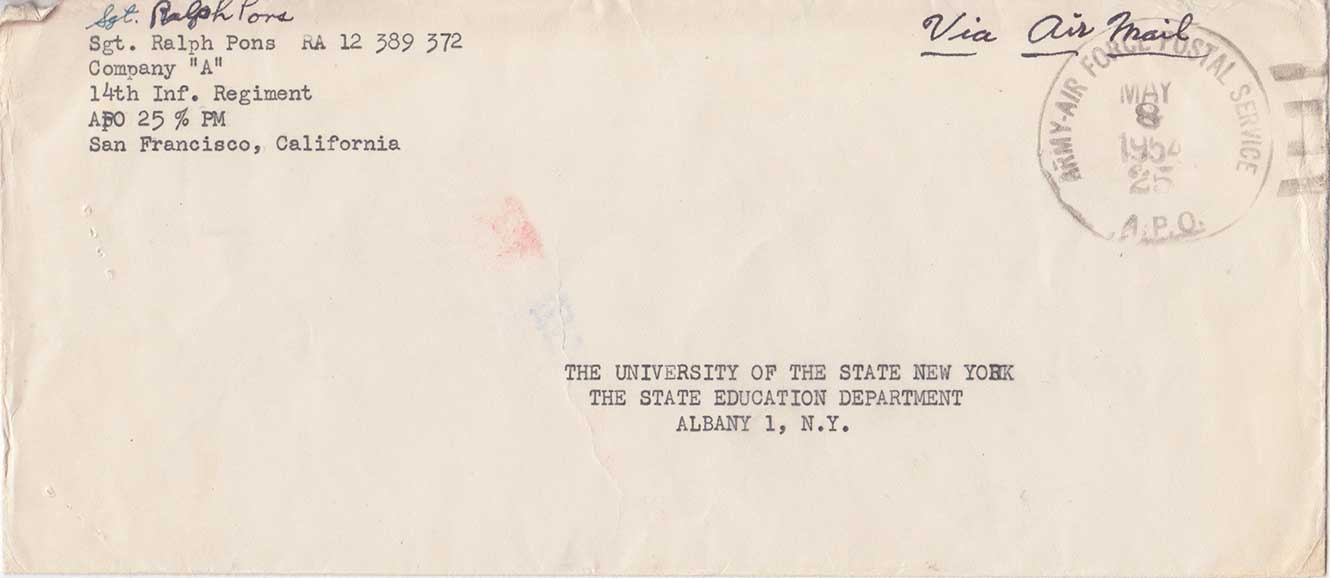 Sgt. Ralph Pons
Sgt. Ralph Pons RA 12 389 372
Company "A"
14th Inf. Regiment
APO 25 % PM
San Francisco, California
Via Air Mail
ARMY-AIR FORCE POSTAL SERVICE
MAY
8
1954
25
A.P.O.
THE UNIVERSITY OF THE STATE NEW YORK
THE STATE EDUCATION DEPARTMENT
ALBANY 1, N.Y.